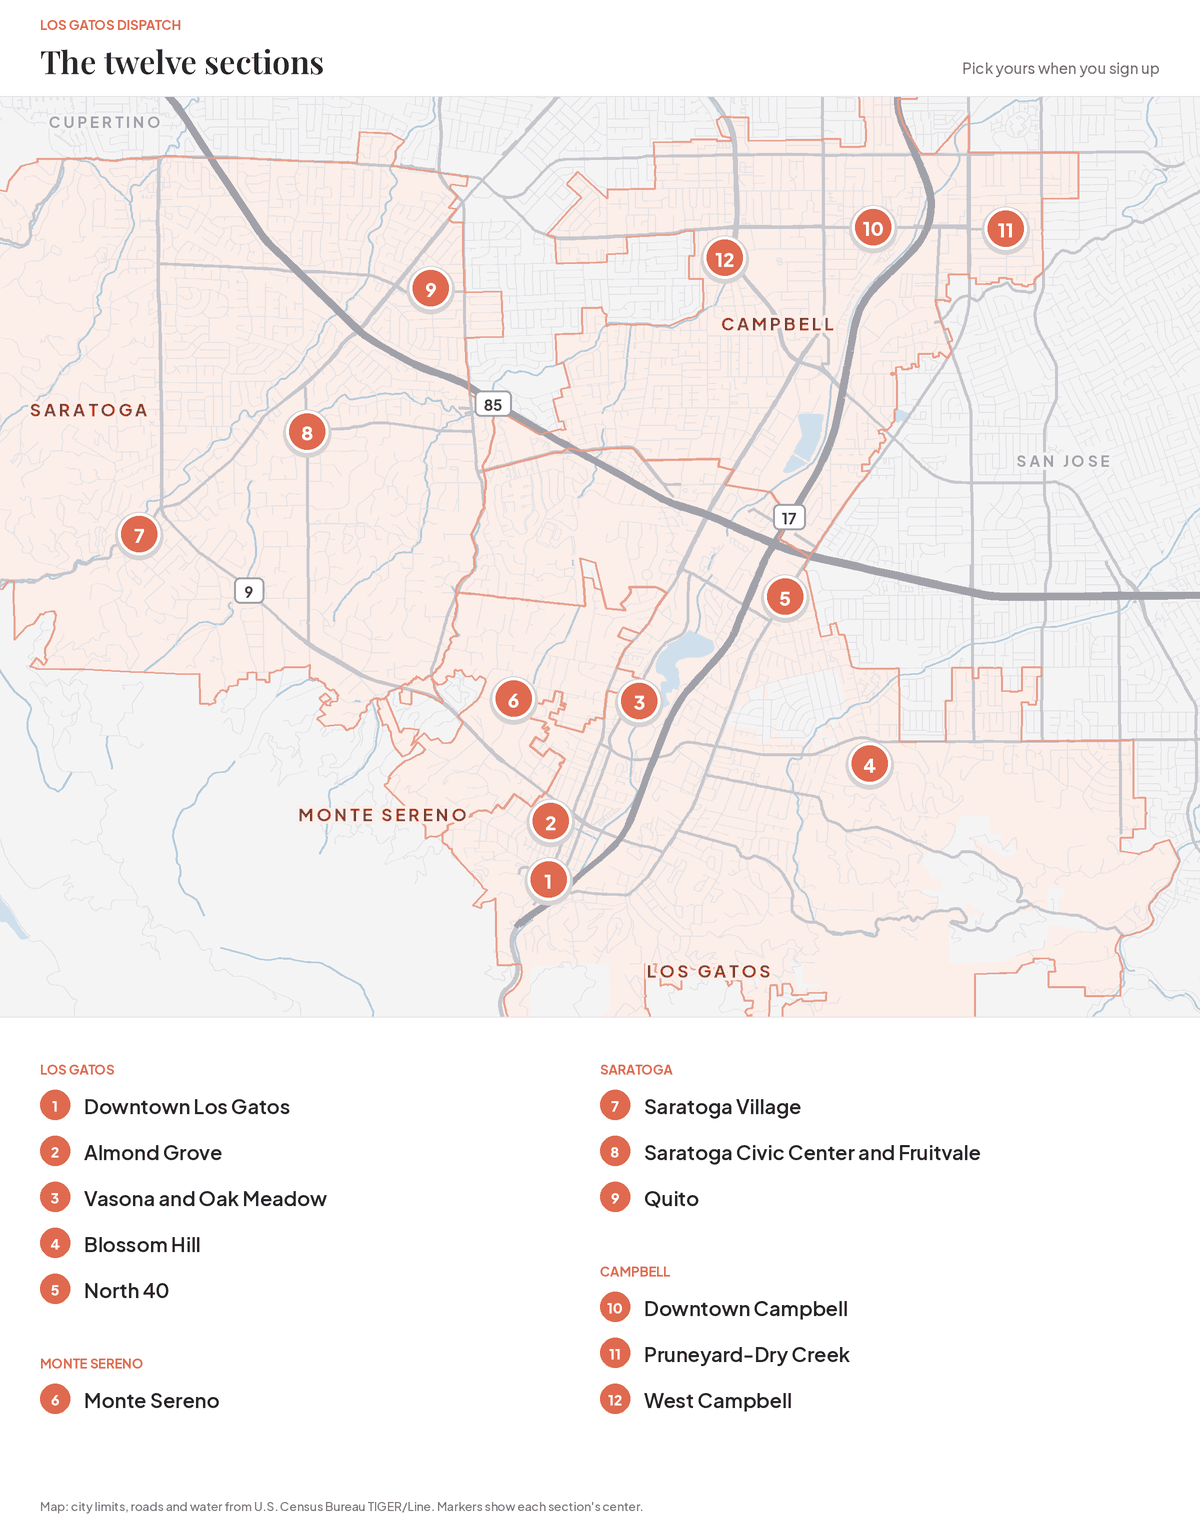 LOS GATOS DISPATCH
The twelve sections
Pick yours when you sign up
CUPERTINO
10
11
12
9
CAMPBELL
85
SARATOGA
8
SAN JOSE
17
7
9
5
6
3
4
MONTE SERENO
2
1
LOS GATOS
LOS GATOS
1 Downtown Los Gatos
2 Almond Grove
3 Vasona and Oak Meadow
4 Blossom Hill
5 North 40
MONTE SERENO
6 Monte Sereno
SARATOGA
7 Saratoga Village
8 Saratoga Civic Center and Fruitvale
9 Quito
CAMPBELL
10 Downtown Campbell
11 Pruneyard-Dry Creek
12 West Campbell
Map: city limits, roads and water from U.S. Census Bureau TIGER/Line. Markers show each section's center.